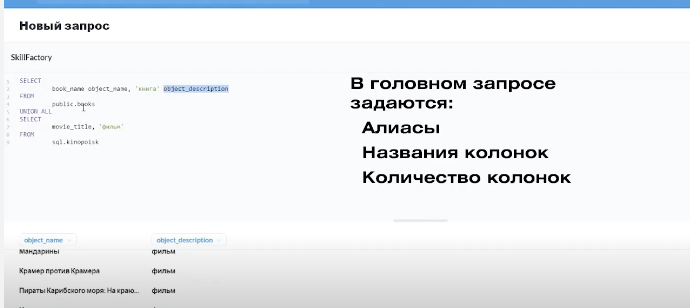 Новый запрос
SkillFactory
1 SELECT
2 book_name object_name, 'книга' object_description
3 FROM
4 public.books
5 UNION ALL
6 SELECT
7 movie_title, 'фильм'
8 FROM
9 sql.kinopoisk
В головном запросе
задаются:
Алиасы
Названия колонок
Количество колонок
object_name object_description
Мандарины фильм
Крамер против Крамера фильм
Пираты Карибского моря: На краю... фильм